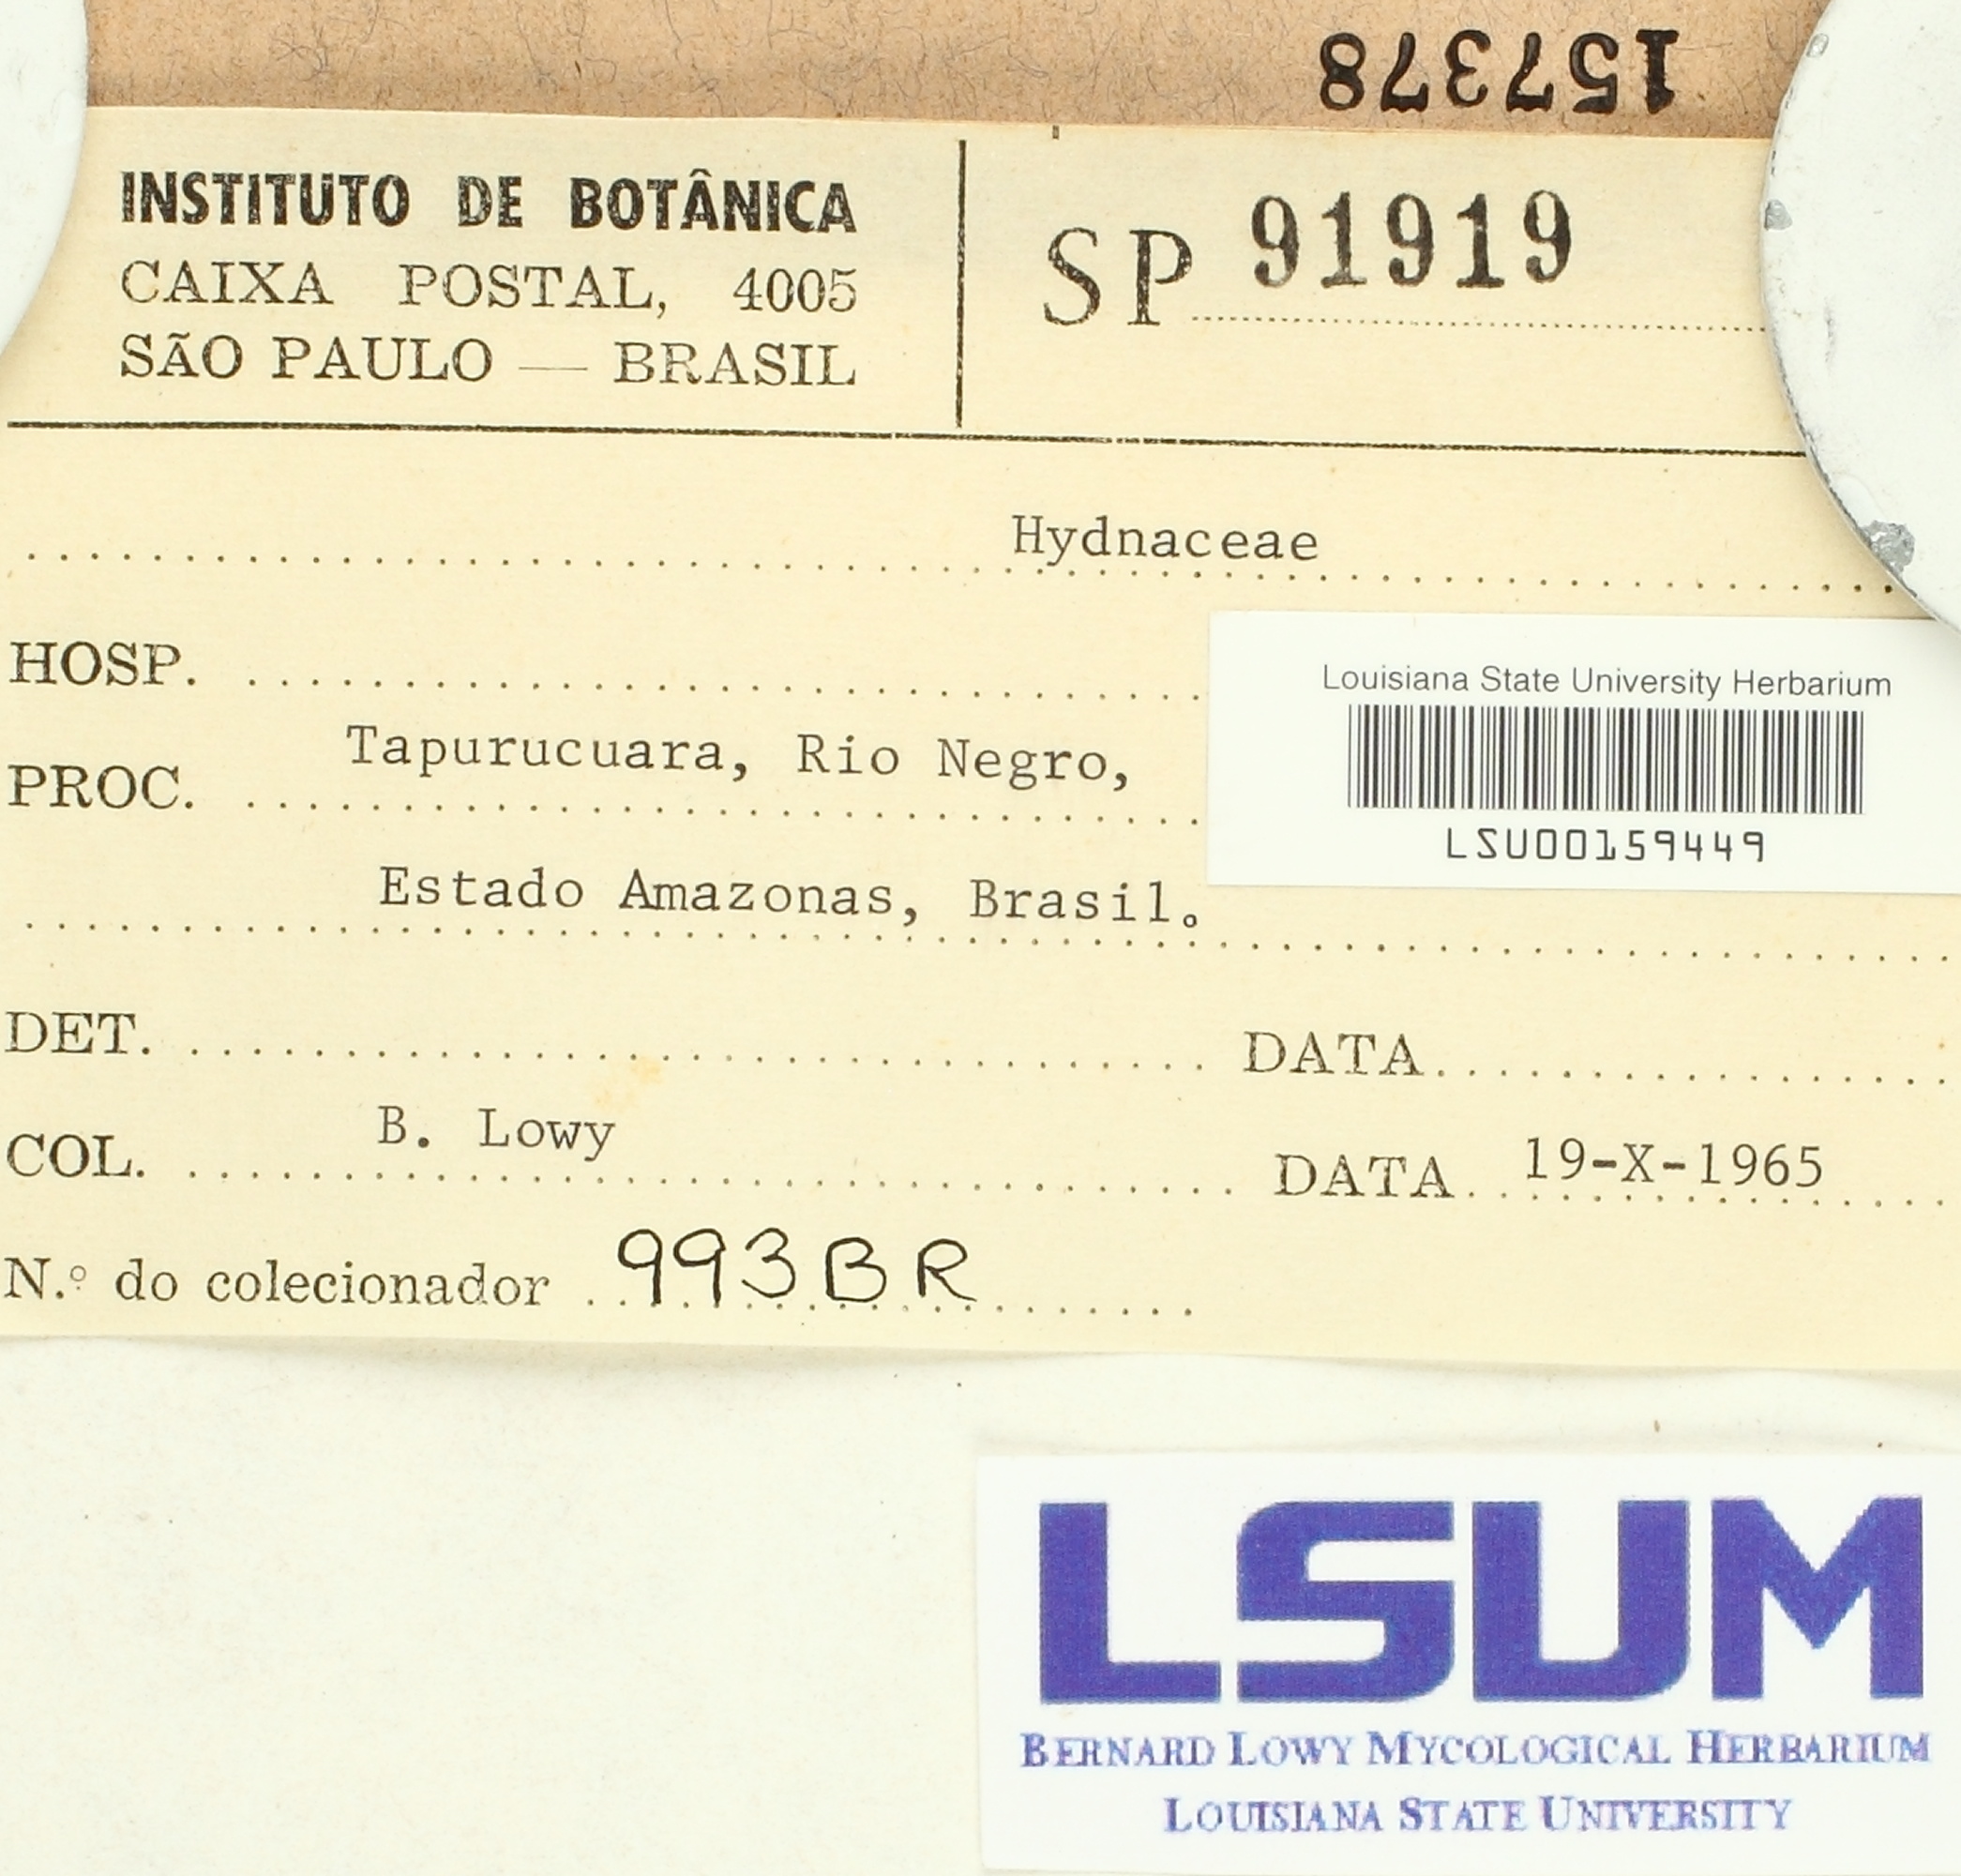 157378
INSTITUTO DE BOTÂNICA
CAIXA POSTAL, 4005
SÃO PAULO — BRASIL
SP 91919
Hydnaceae
HOSP.
PROC. Tapurucuara, Rio Negro,
Estado Amazonas, Brasil.
Louisiana State University Herbarium
LSU00159449
DET. DATA
COL. B. Lowy DATA 19-X-1965
N.º do colecionador 993BR
LSUM
BERNARD LOWY MYCOLOGICAL HERBARIUM
LOUISIANA STATE UNIVERSITY